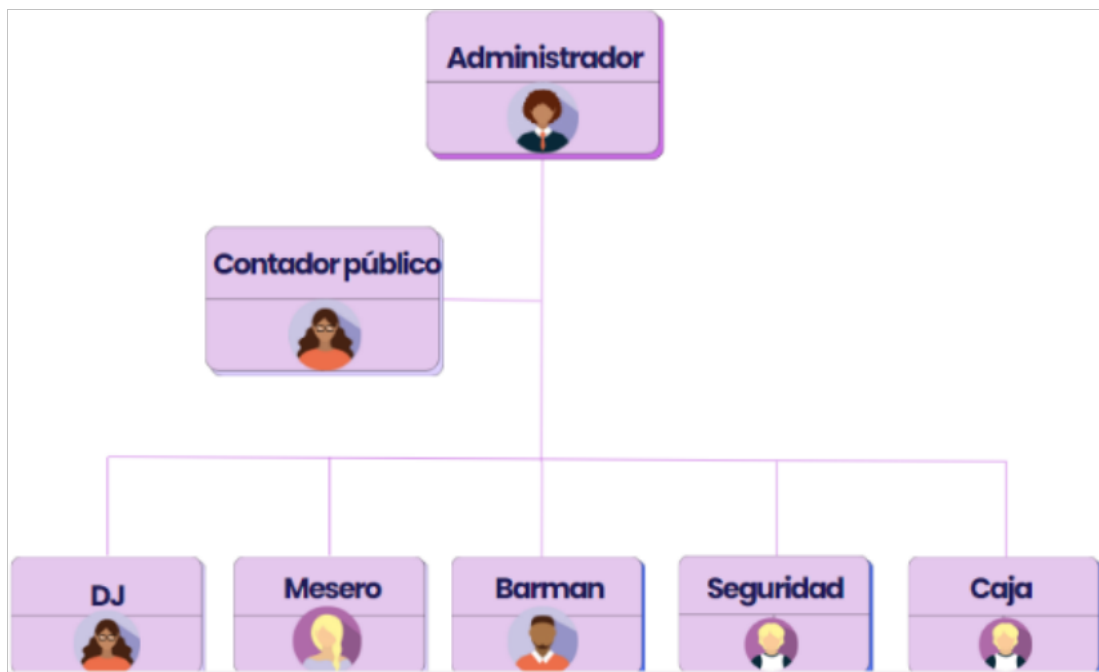 Administrador
Contador público
DJ
Mesero
Barman
Seguridad
Caja